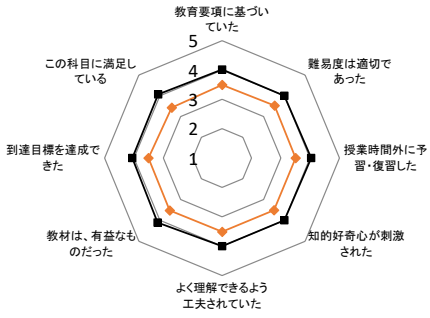 教育要項に基づい
ていた
難易度は適切で
あった
授業時間外に予
習・復習した
知的好奇心が刺激
された
よく理解できるよう
工夫されていた
教材は、有益なも
のだった
到達目標を達成で
きた
この科目に満足し
ている
5
4
3
2
1